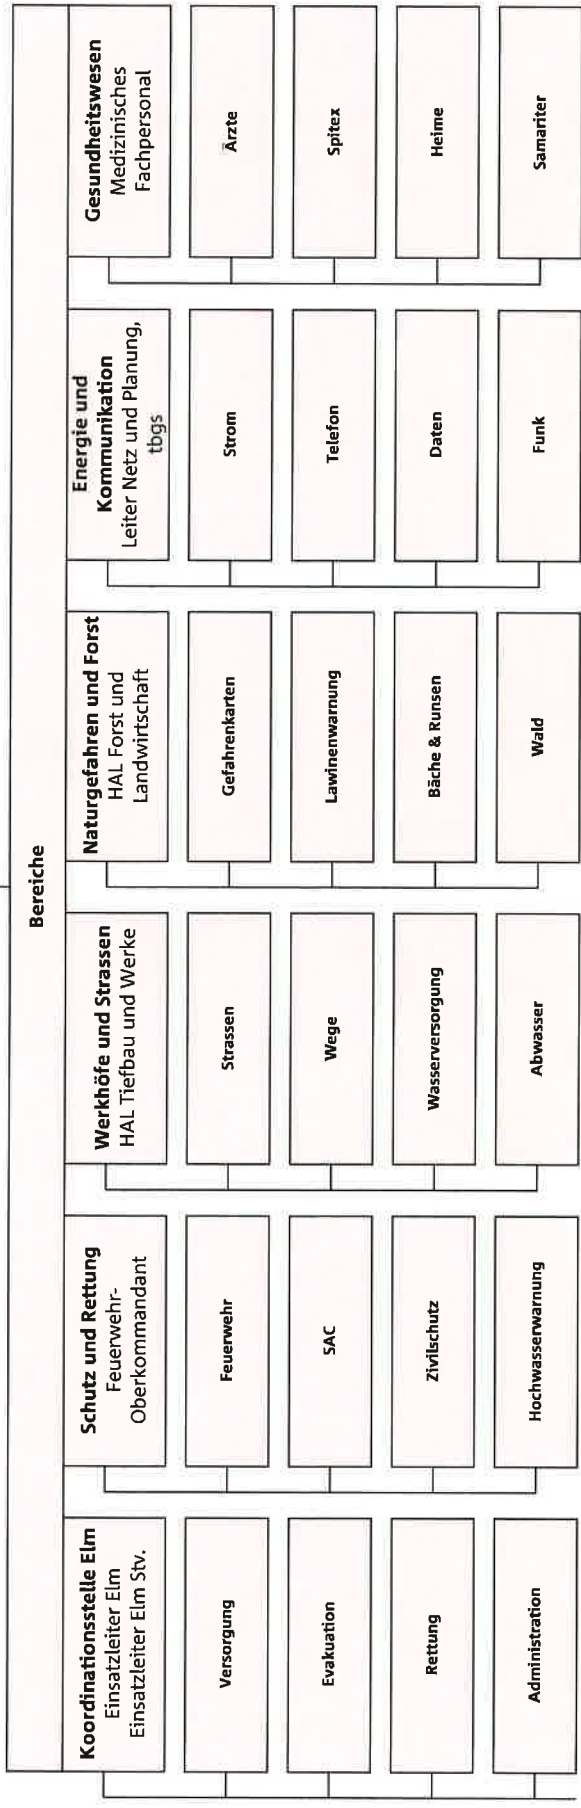 Bereiche
Koordinationsstelle Elm
Einsatzleiter Elm
Einsatzleiter Elm Stv.
Versorgung
Evakuation
Rettung
Administration
Schutz und Rettung
Feuerwehr-
Oberkommandant
Feuerwehr
SAC
Zivilschutz
Hochwasserwarnung
Werkhöfe und Strassen
HAL Tiefbau und Werke
Strassen
Wege
Wasserversorgung
Abwasser
Naturgefahren und Forst
HAL Forst und
Landwirtschaft
Gefahrenkarten
Lawinenwarnung
Bäche & Runsen
Wald
Energie und
Kommunikation
Leiter Netz und Planung,
tbgs
Strom
Telefon
Daten
Funk
Gesundheitswesen
Medizinisches
Fachpersonal
Ärzte
Spitex
Heime
Samariter